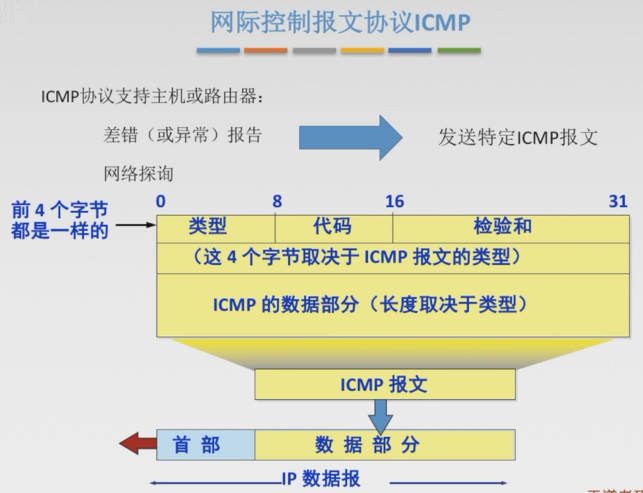 网际控制报文协议ICMP
ICMP协议支持主机或路由器：
差错（或异常）报告
发送特定ICMP报文
网络探询
前 4 个字节
都是一样的
0 8 16 31
类型 代码 检验和
（这 4 个字节取决于 ICMP 报文的类型）
ICMP 的数据部分（长度取决于类型）
ICMP 报文
首 部 数 据 部 分
IP 数据报